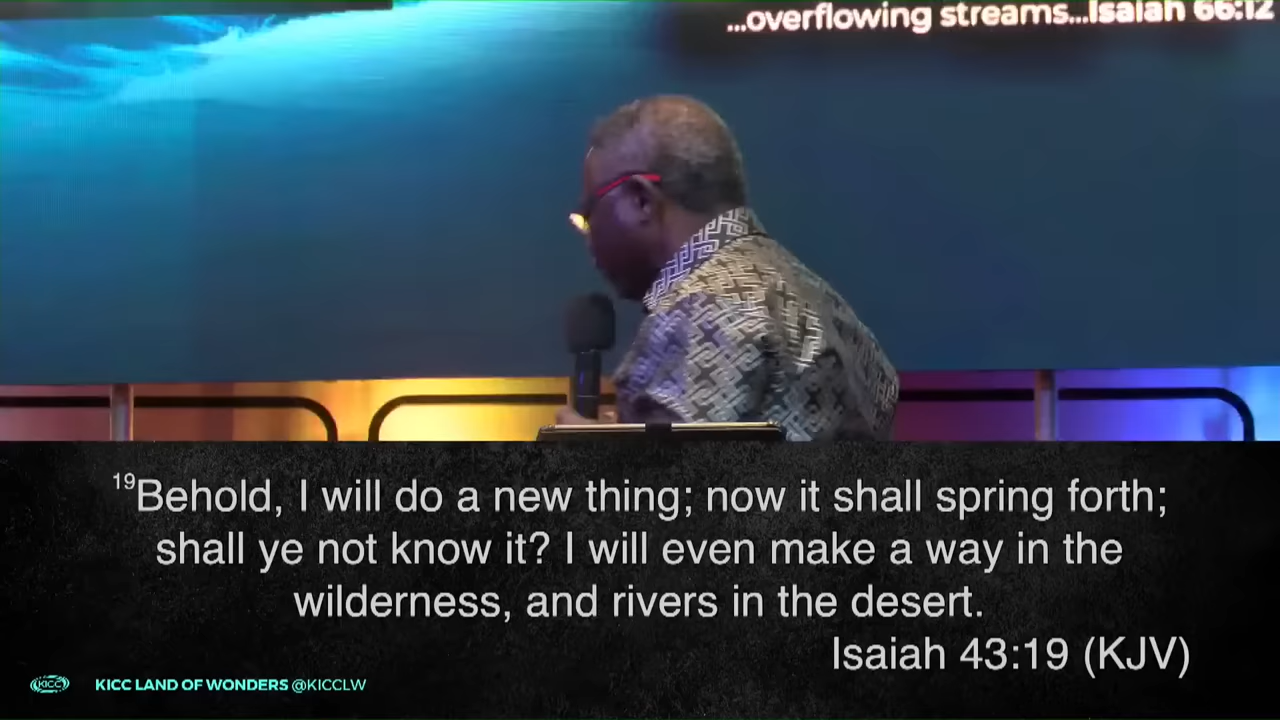 ...overflowing streams...Isaiah 66:12
19Behold, I will do a new thing; now it shall spring forth;
shall ye not know it? I will even make a way in the
wilderness, and rivers in the desert.
Isaiah 43:19 (KJV)
KICC KICC LAND OF WONDERS @KICCLW